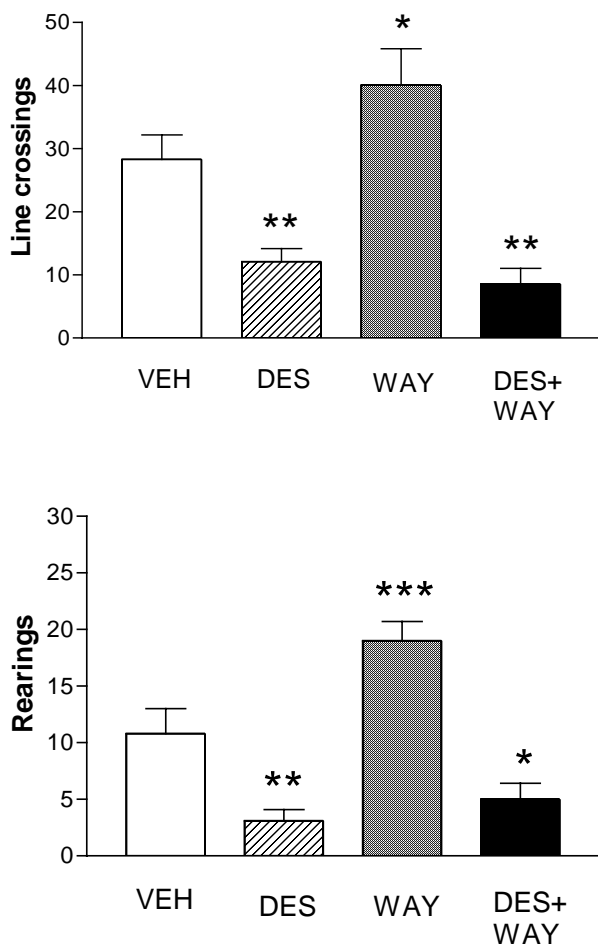 Line crossings
50
40
30
20
10
0
*
**
**
VEH
DES
WAY
DES+
WAY
Rearings
30
25
20
15
10
5
0
***
**
*
VEH
DES
WAY
DES+
WAY